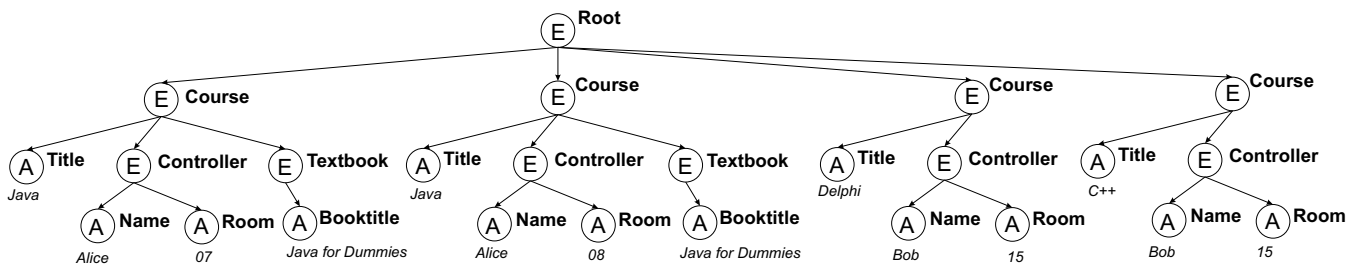 Root
E
E Course
E Course
E Course
E Course
A Title
E Controller
E Textbook
A Title
E Controller
E Textbook
A Title
E Controller
A Title
E Controller
Java
Java
Delphi
C++
A Name
A Room
A Booktitle
A Name
A Room
A Booktitle
A Name
A Room
A Name
A Room
Alice
07
Java for Dummies
Alice
08
Java for Dummies
Bob
15
Bob
15